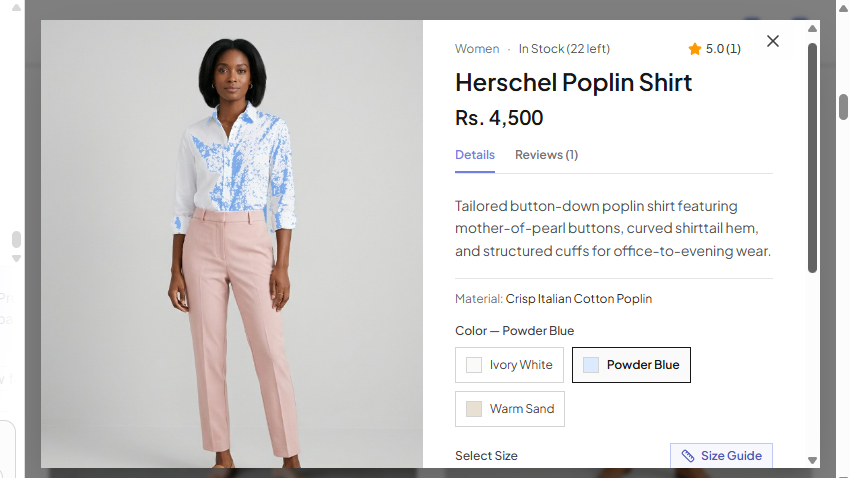 Women · In Stock (22 left) 5.0 (1)
Herschel Poplin Shirt
Rs. 4,500
Details Reviews (1)
Tailored button-down poplin shirt featuring
mother-of-pearl buttons, curved shirttail hem,
and structured cuffs for office-to-evening wear.
Material: Crisp Italian Cotton Poplin
Color — Powder Blue
Ivory White Powder Blue
Warm Sand
Select Size Size Guide